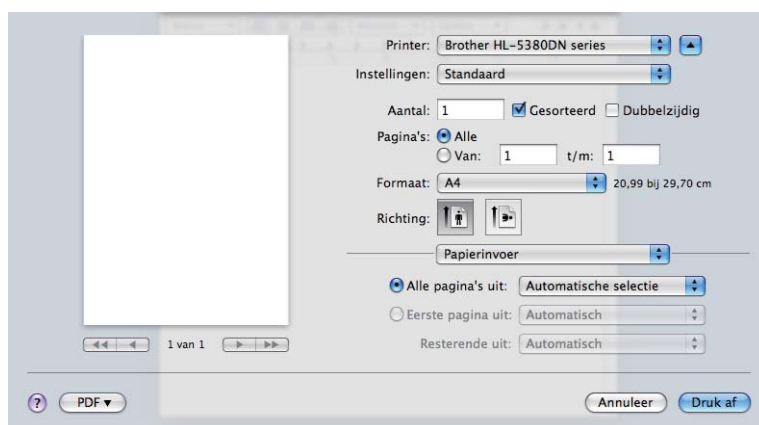 Printer: Brother HL-5380DN series
Instellingen: Standaard
Aantal: 1 Gesorteerd Dubbelzijdig
Pagina's: Alle
Van: 1 t/m: 1
Formaat: A4 20,99 bij 29,70 cm
Richting:
Papierinvoer
Alle pagina's uit: Automatische selectie
Eerste pagina uit: Automatisch
Resterende uit: Automatisch
1 van 1
? PDF Annuleer Druk af